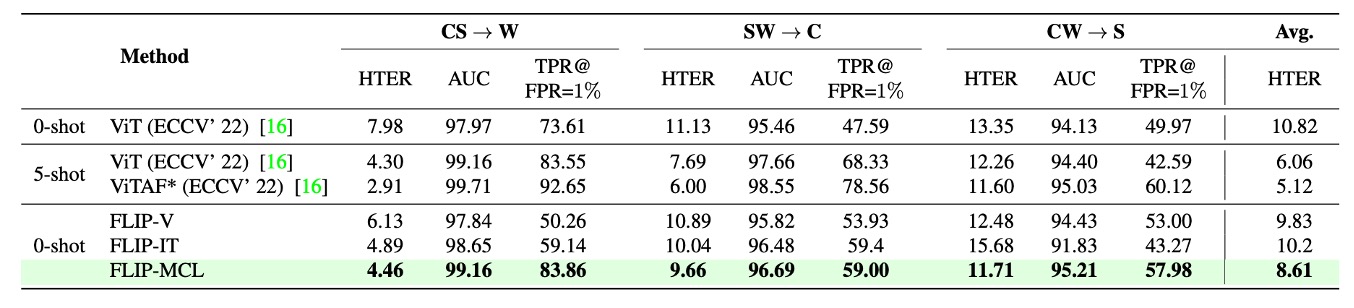 Method CS → W SW → C CW → S Avg.
HTER AUC TPR@ FPR=1% HTER AUC TPR@ FPR=1% HTER AUC TPR@ FPR=1% HTER
0-shot ViT (ECCV' 22) [16] 7.98 97.97 73.61 11.13 95.46 47.59 13.35 94.13 49.97 10.82
5-shot ViT (ECCV' 22) [16] 4.30 99.16 83.55 7.69 97.66 68.33 12.26 94.40 42.59 6.06
ViTAF* (ECCV' 22) [16] 2.91 99.71 92.65 6.00 98.55 78.56 11.60 95.03 60.12 5.12
FLIP-V 6.13 97.84 50.26 10.89 95.82 53.93 12.48 94.43 53.00 9.83
0-shot FLIP-IT 4.89 98.65 59.14 10.04 96.48 59.4 15.68 91.83 43.27 10.2
FLIP-MCL 4.46 99.16 83.86 9.66 96.69 59.00 11.71 95.21 57.98 8.61